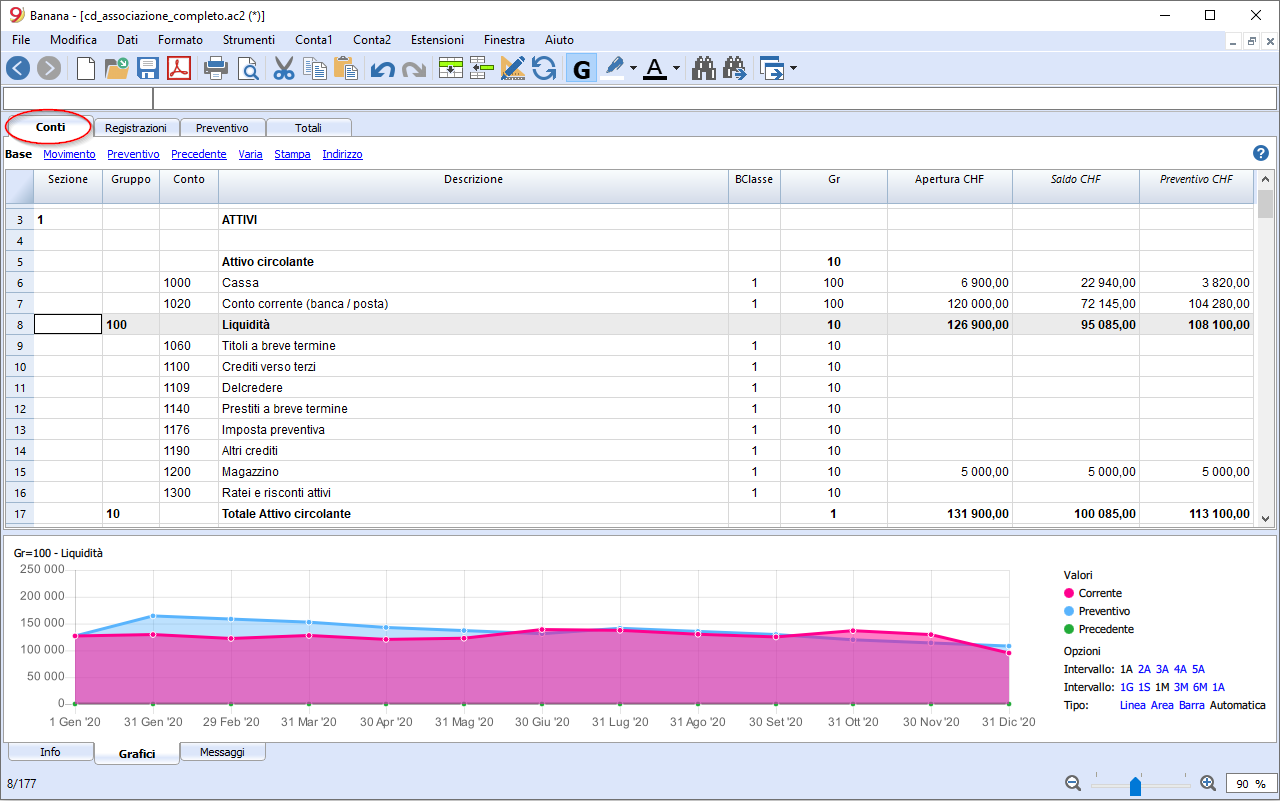 Banana - [cd_associazione_completo.ac2 (*)]
File Modifica Dati Formato Strumenti Conta1 Conta2 Estensioni Finestra Aiuto
G A
Conti Registrazioni Preventivo Totali
Base Movimento Preventivo Precedente Varia Stampa Indirizzo ?
Sezione Gruppo Conto Descrizione BClasse Gr Apertura CHF Saldo CHF Preventivo CHF
3 1 ATTIVI
4
5 Attivo circolante 10
6 1000 Cassa 1 100 6 900,00 22 940,00 3 820,00
7 1020 Conto corrente (banca / posta) 1 100 120 000,00 72 145,00 104 280,00
8 100 Liquidità 10 126 900,00 95 085,00 108 100,00
9 1060 Titoli a breve termine 1 10
10 1100 Crediti verso terzi 1 10
11 1109 Delcredere 1 10
12 1140 Prestiti a breve termine 1 10
13 1176 Imposta preventiva 1 10
14 1190 Altri crediti 1 10
15 1200 Magazzino 1 10 5 000,00 5 000,00 5 000,00
16 1300 Ratei e risconti attivi 1 10
17 10 Totale Attivo circolante 1 131 900,00 100 085,00 113 100,00
Gr=100 - Liquidità
250 000
200 000
150 000
100 000
50 000
0
1 Gen '20 31 Gen '20 29 Feb '20 31 Mar '20 30 Apr '20 31 Mag '20 30 Giu '20 31 Lug '20 31 Ago '20 30 Set '20 31 Ott '20 30 Nov '20 31 Dic '20
Valori
Corrente
Preventivo
Precedente
Opzioni
Intervallo: 1A 2A 3A 4A 5A
Intervallo: 1G 1S 1M 3M 6M 1A
Tipo: Linea Area Barra Automatica
Info Grafici Messaggi
8/177 90 %